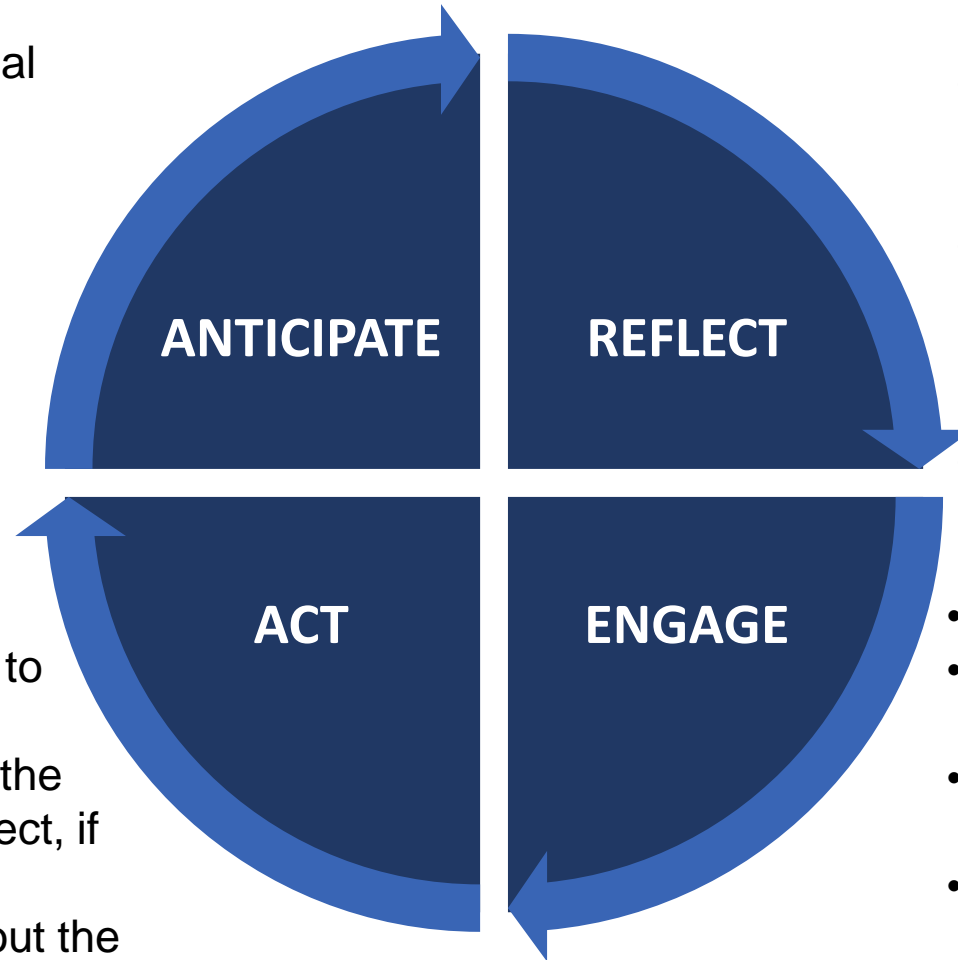 al
ANTICIPATE
REFLECT
ACT
ENGAGE
to
the
ect, if
out the
•
•
•
•